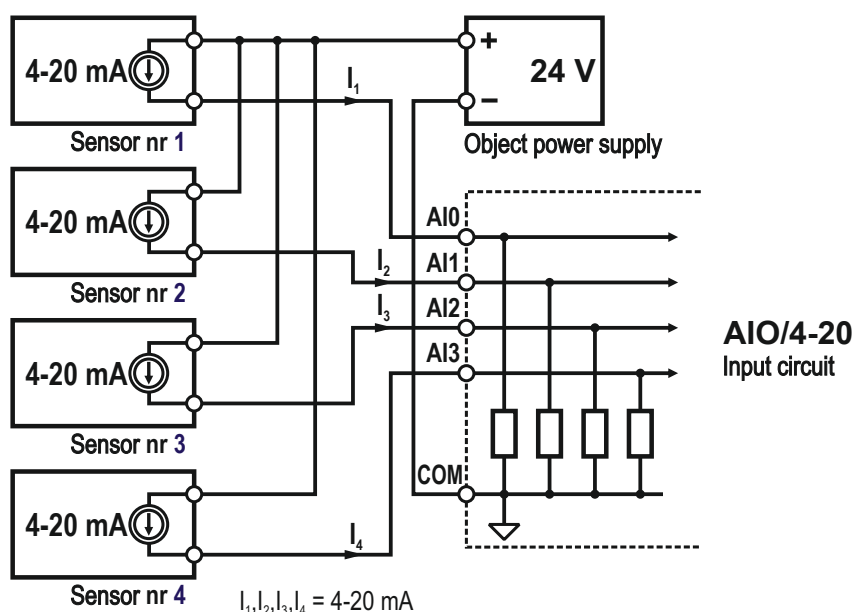 4-20 mA
Sensor nr 1
4-20 mA
Sensor nr 2
4-20 mA
Sensor nr 3
4-20 mA
Sensor nr 4
I₁
I₂
I₃
I₄
I₁,I₂,I₃,I₄ = 4-20 mA
+
24 V
−
Object power supply
AI0
AI1
AI2
AI3
COM
AIO/4-20
Input circuit